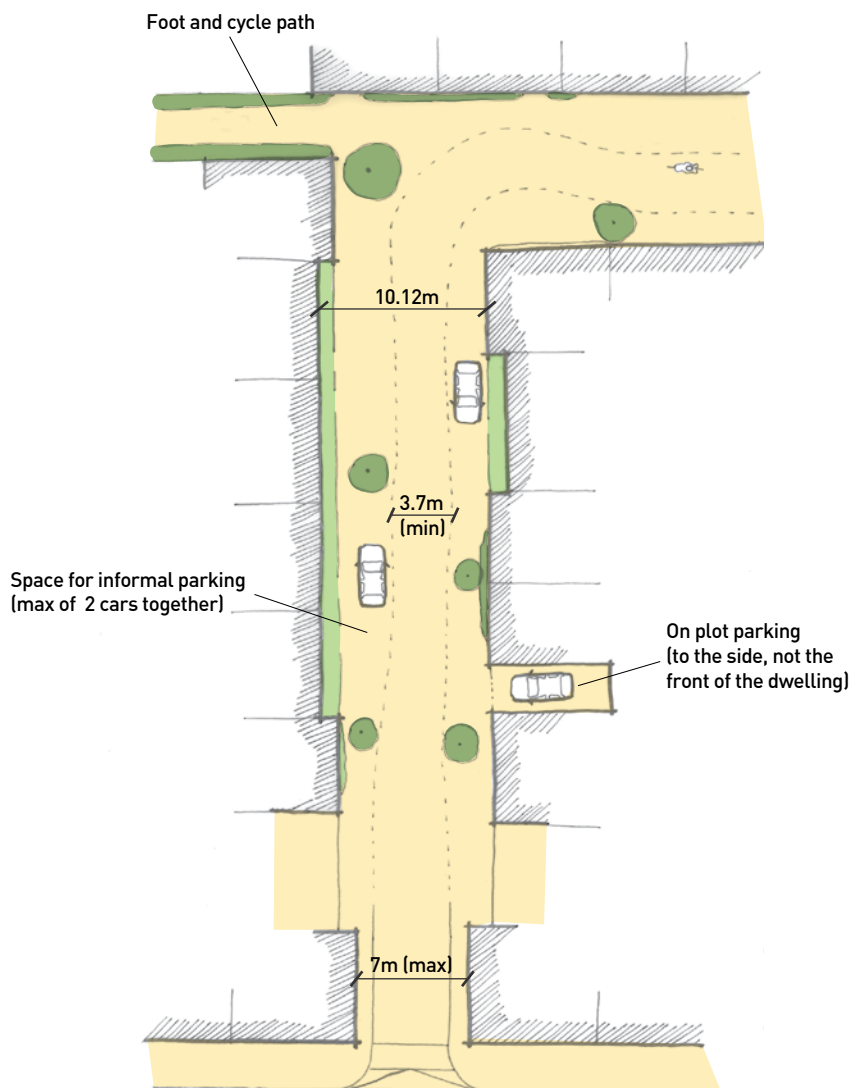 Foot and cycle path
10.12m
3.7m
(min)
Space for informal parking
(max of 2 cars together)
On plot parking
(to the side, not the
front of the dwelling)
7m (max)